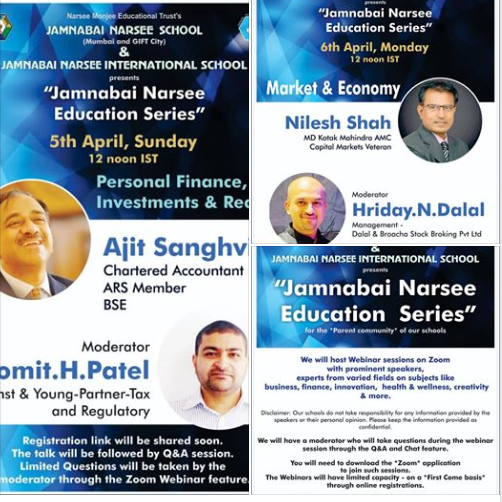 Narsee Monjee Educational Trust's
JAMNABAI NARSEE SCHOOL
(Mumbai and GIFT City)
&
JAMNABAI NARSEE INTERNATIONAL SCHOOL
presents
"Jamnabai Narsee
Education Series"
5th April, Sunday
12 noon IST
Personal Finance,
Investments & Re
Ajit Sanghv
Chartered Accountant
ARS Member
BSE
Moderator
omit.H.Patel
nst & Young-Partner-Tax
and Regulatory
Registration link will be shared soon.
The talk will be followed by Q&A session.
Limited Questions will be taken by the
moderator through the Zoom Webinar feature
presents
"Jamnabai Narsee
Education Series"
6th April, Monday
12 noon IST
Market & Economy
Nilesh Shah
MD Kotak Mahindra AMC
Capital Markets Veteran
Moderator
Hriday.N.Dalal
Management -
Dalal & Broacha Stock Broking Pvt Ltd
&
JAMNABAI NARSEE INTERNATIONAL SCHOOL
presents
"Jamnabai Narsee
Education Series"
for the "Parent community" of our schools
We will host Webinar sessions on Zoom
with prominent speakers,
experts from varied fields on subjects like
business, finance, innovation, health & wellness, creativity
& more.
Disclaimer: Our schools do not take responsibility for any information provided by the
speakers or their personal opinion. Please keep the information provided as
confidential.
We will have a moderator who will take questions during the webinar
session through the Q&A and Chat feature.
You will need to download the "Zoom" application
to join such sessions.
The Webinars will have limited capacity - on a "First Come basis"
through online registrations.